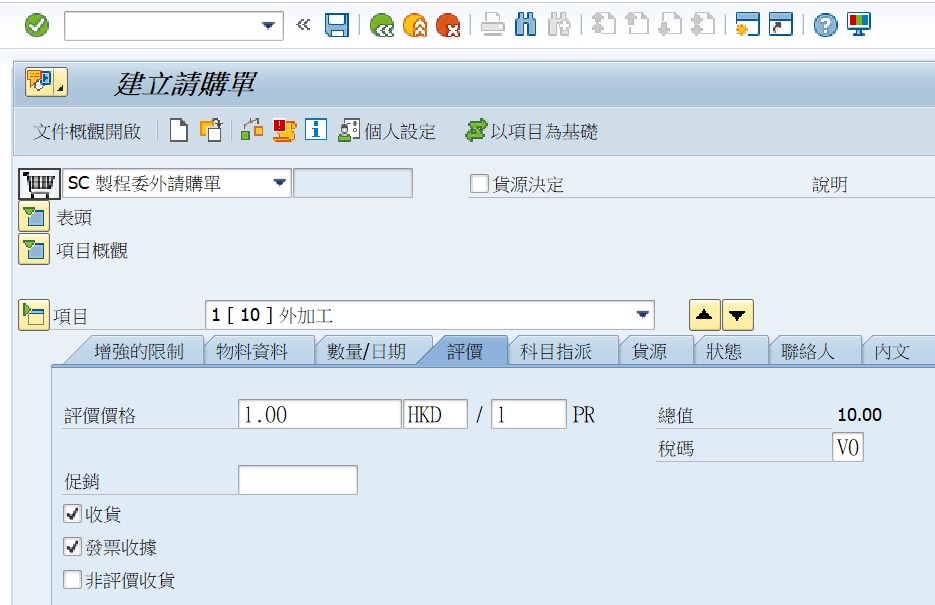 建立請購單
文件概觀開啟 個人設定 以項目為基礎
SC 製程委外請購單 貨源決定 說明
表頭
項目概觀
項目 1 [ 10 ] 外加工
增強的限制 物料資料 數量/日期 評價 科目指派 貨源 狀態 聯絡人 內文
評價價格 1.00 HKD / 1 PR 總值 10.00
稅碼 V0
促銷
收貨
發票收據
非評價收貨